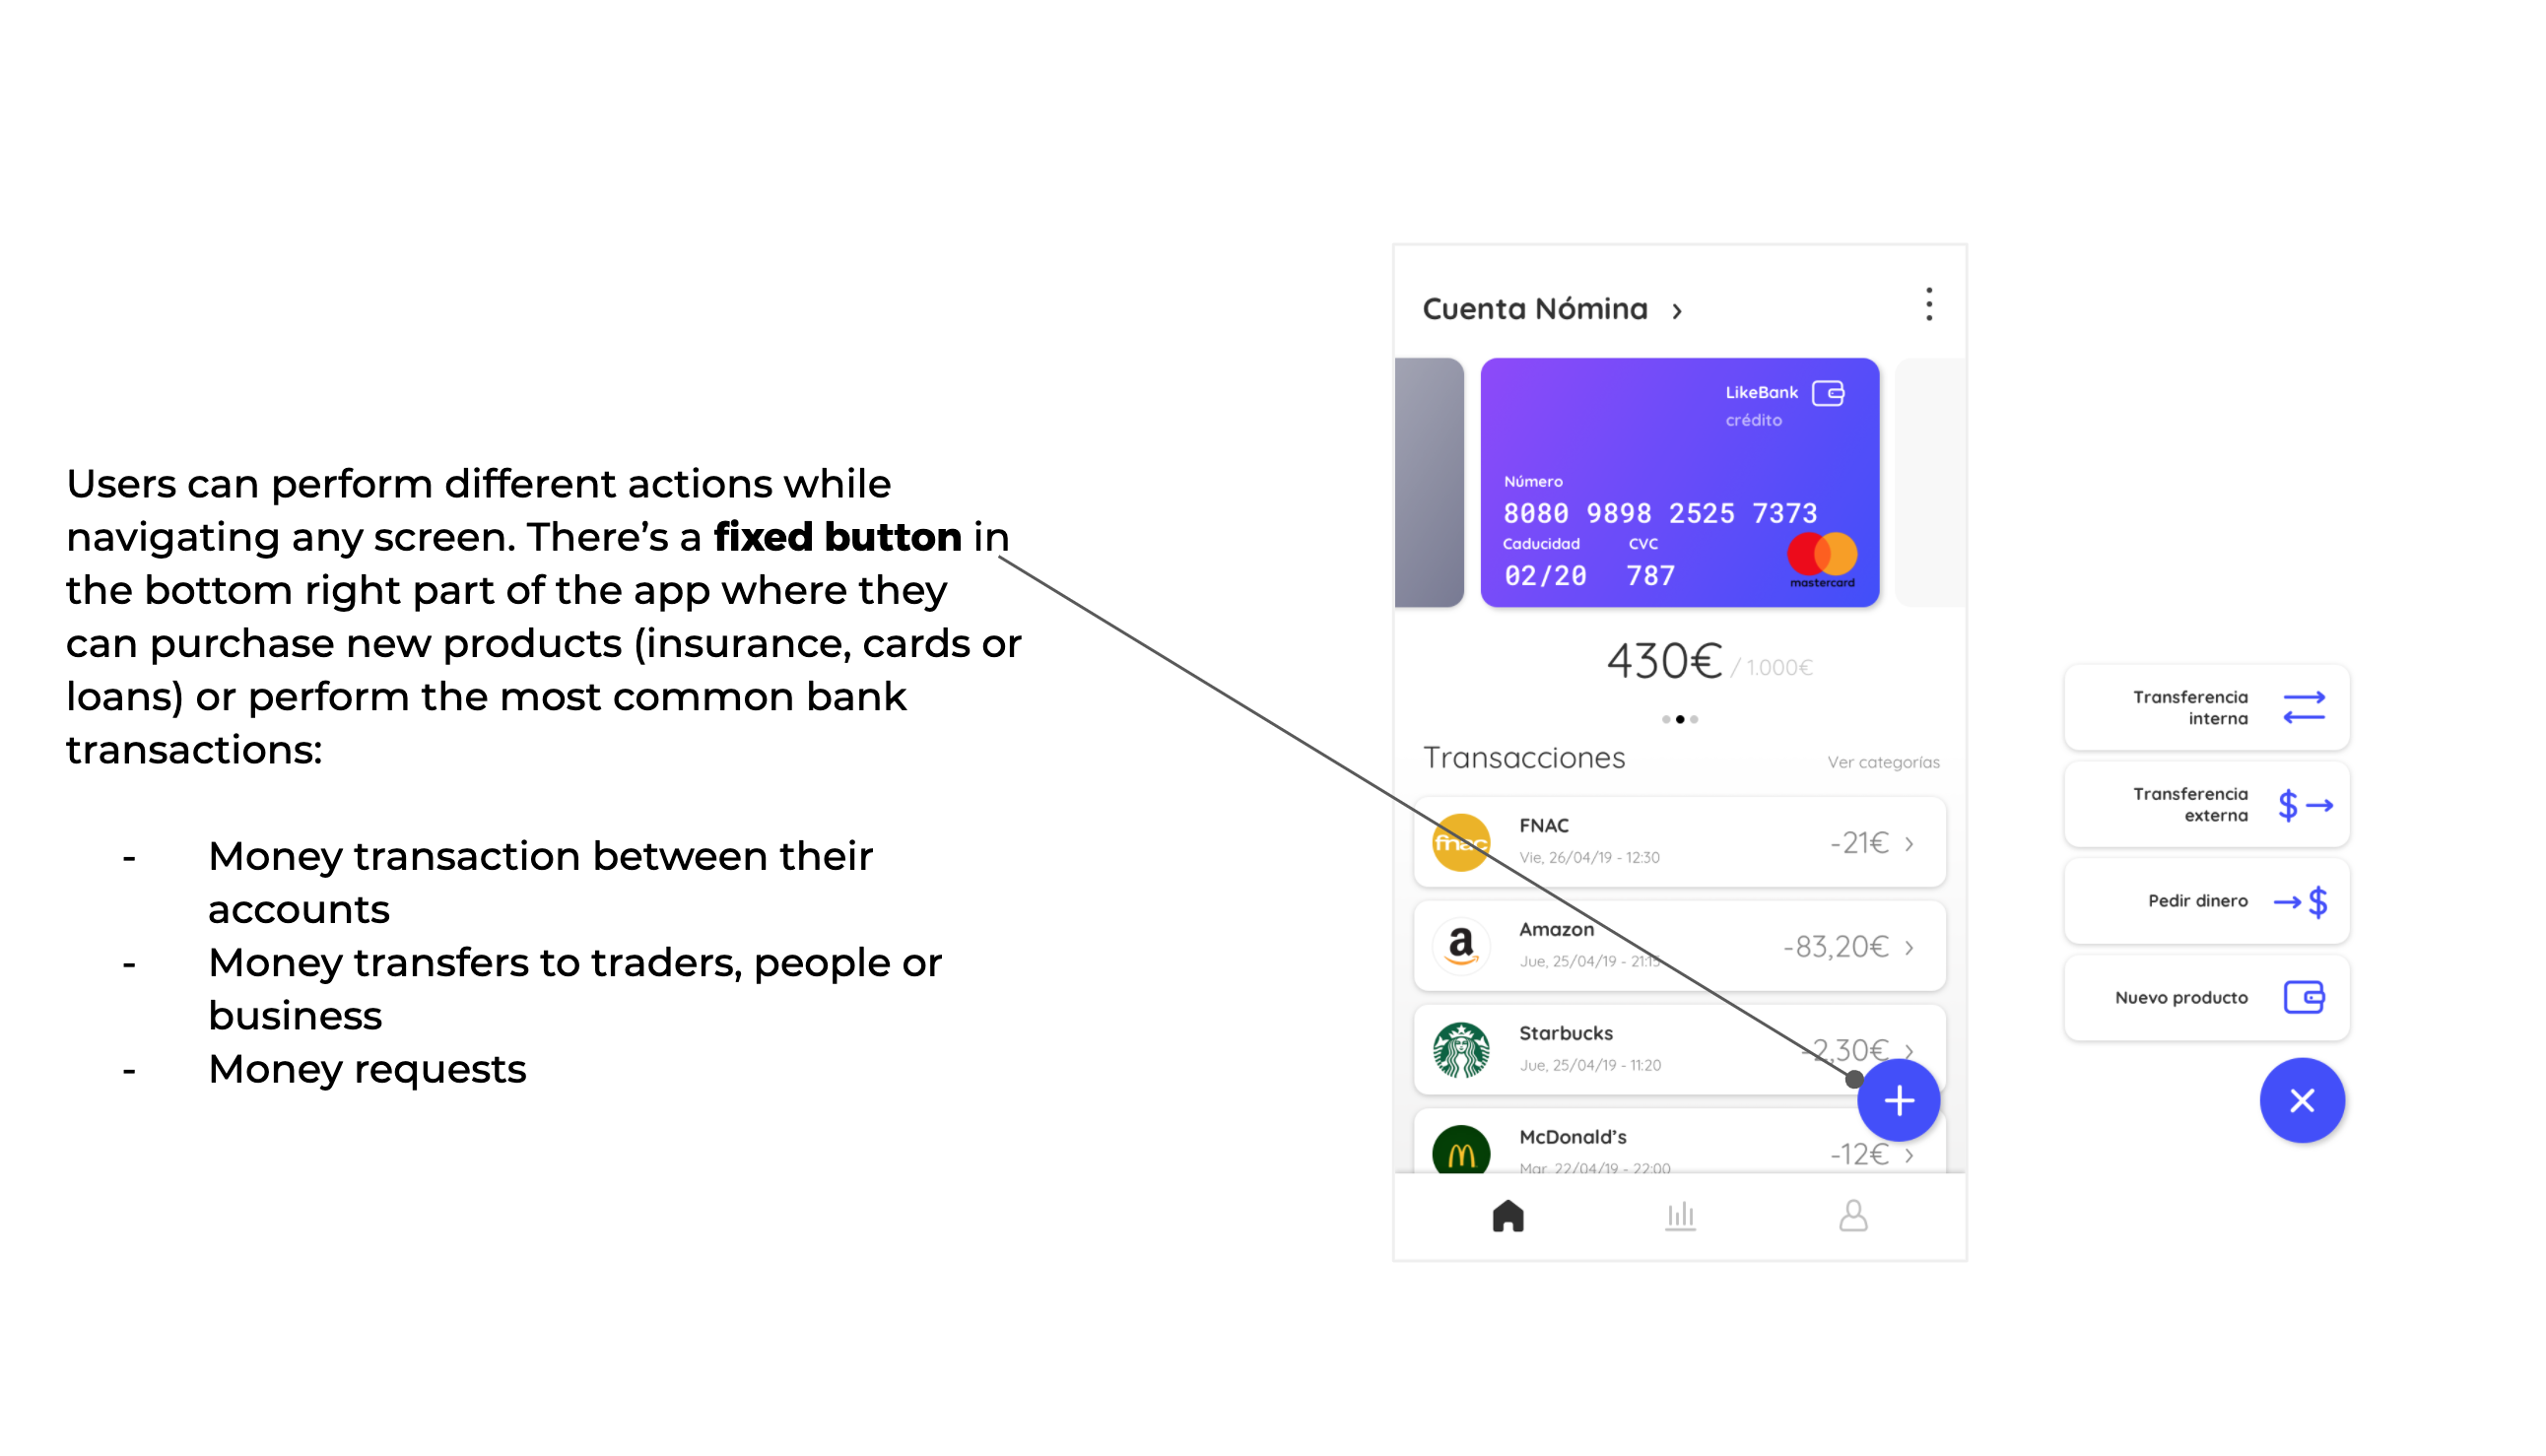 Users can perform different actions while
navigating any screen. There’s a fixed button in
the bottom right part of the app where they
can purchase new products (insurance, cards or
loans) or perform the most common bank
transactions:
- Money transaction between their
accounts
- Money transfers to traders, people or
business
- Money requests
Cuenta Nómina >
LikeBank
crédito
Número
8080 9898 2525 7373
Caducidad CVC
02/20 787
mastercard
430€ / 1.000€
Transacciones Ver categorías
fnac
FNAC
Vie, 26/04/19 - 12:30
-21€ >
a
Amazon
Jue, 25/04/19 - 21:15
-83,20€ >
Starbucks
Jue, 25/04/19 - 11:20
-2,30€ >
McDonald’s
Mar, 22/04/19 - 22:00
-12€ >
+
Transferencia
interna
Transferencia
externa
$ →
Pedir dinero → $
Nuevo producto
×